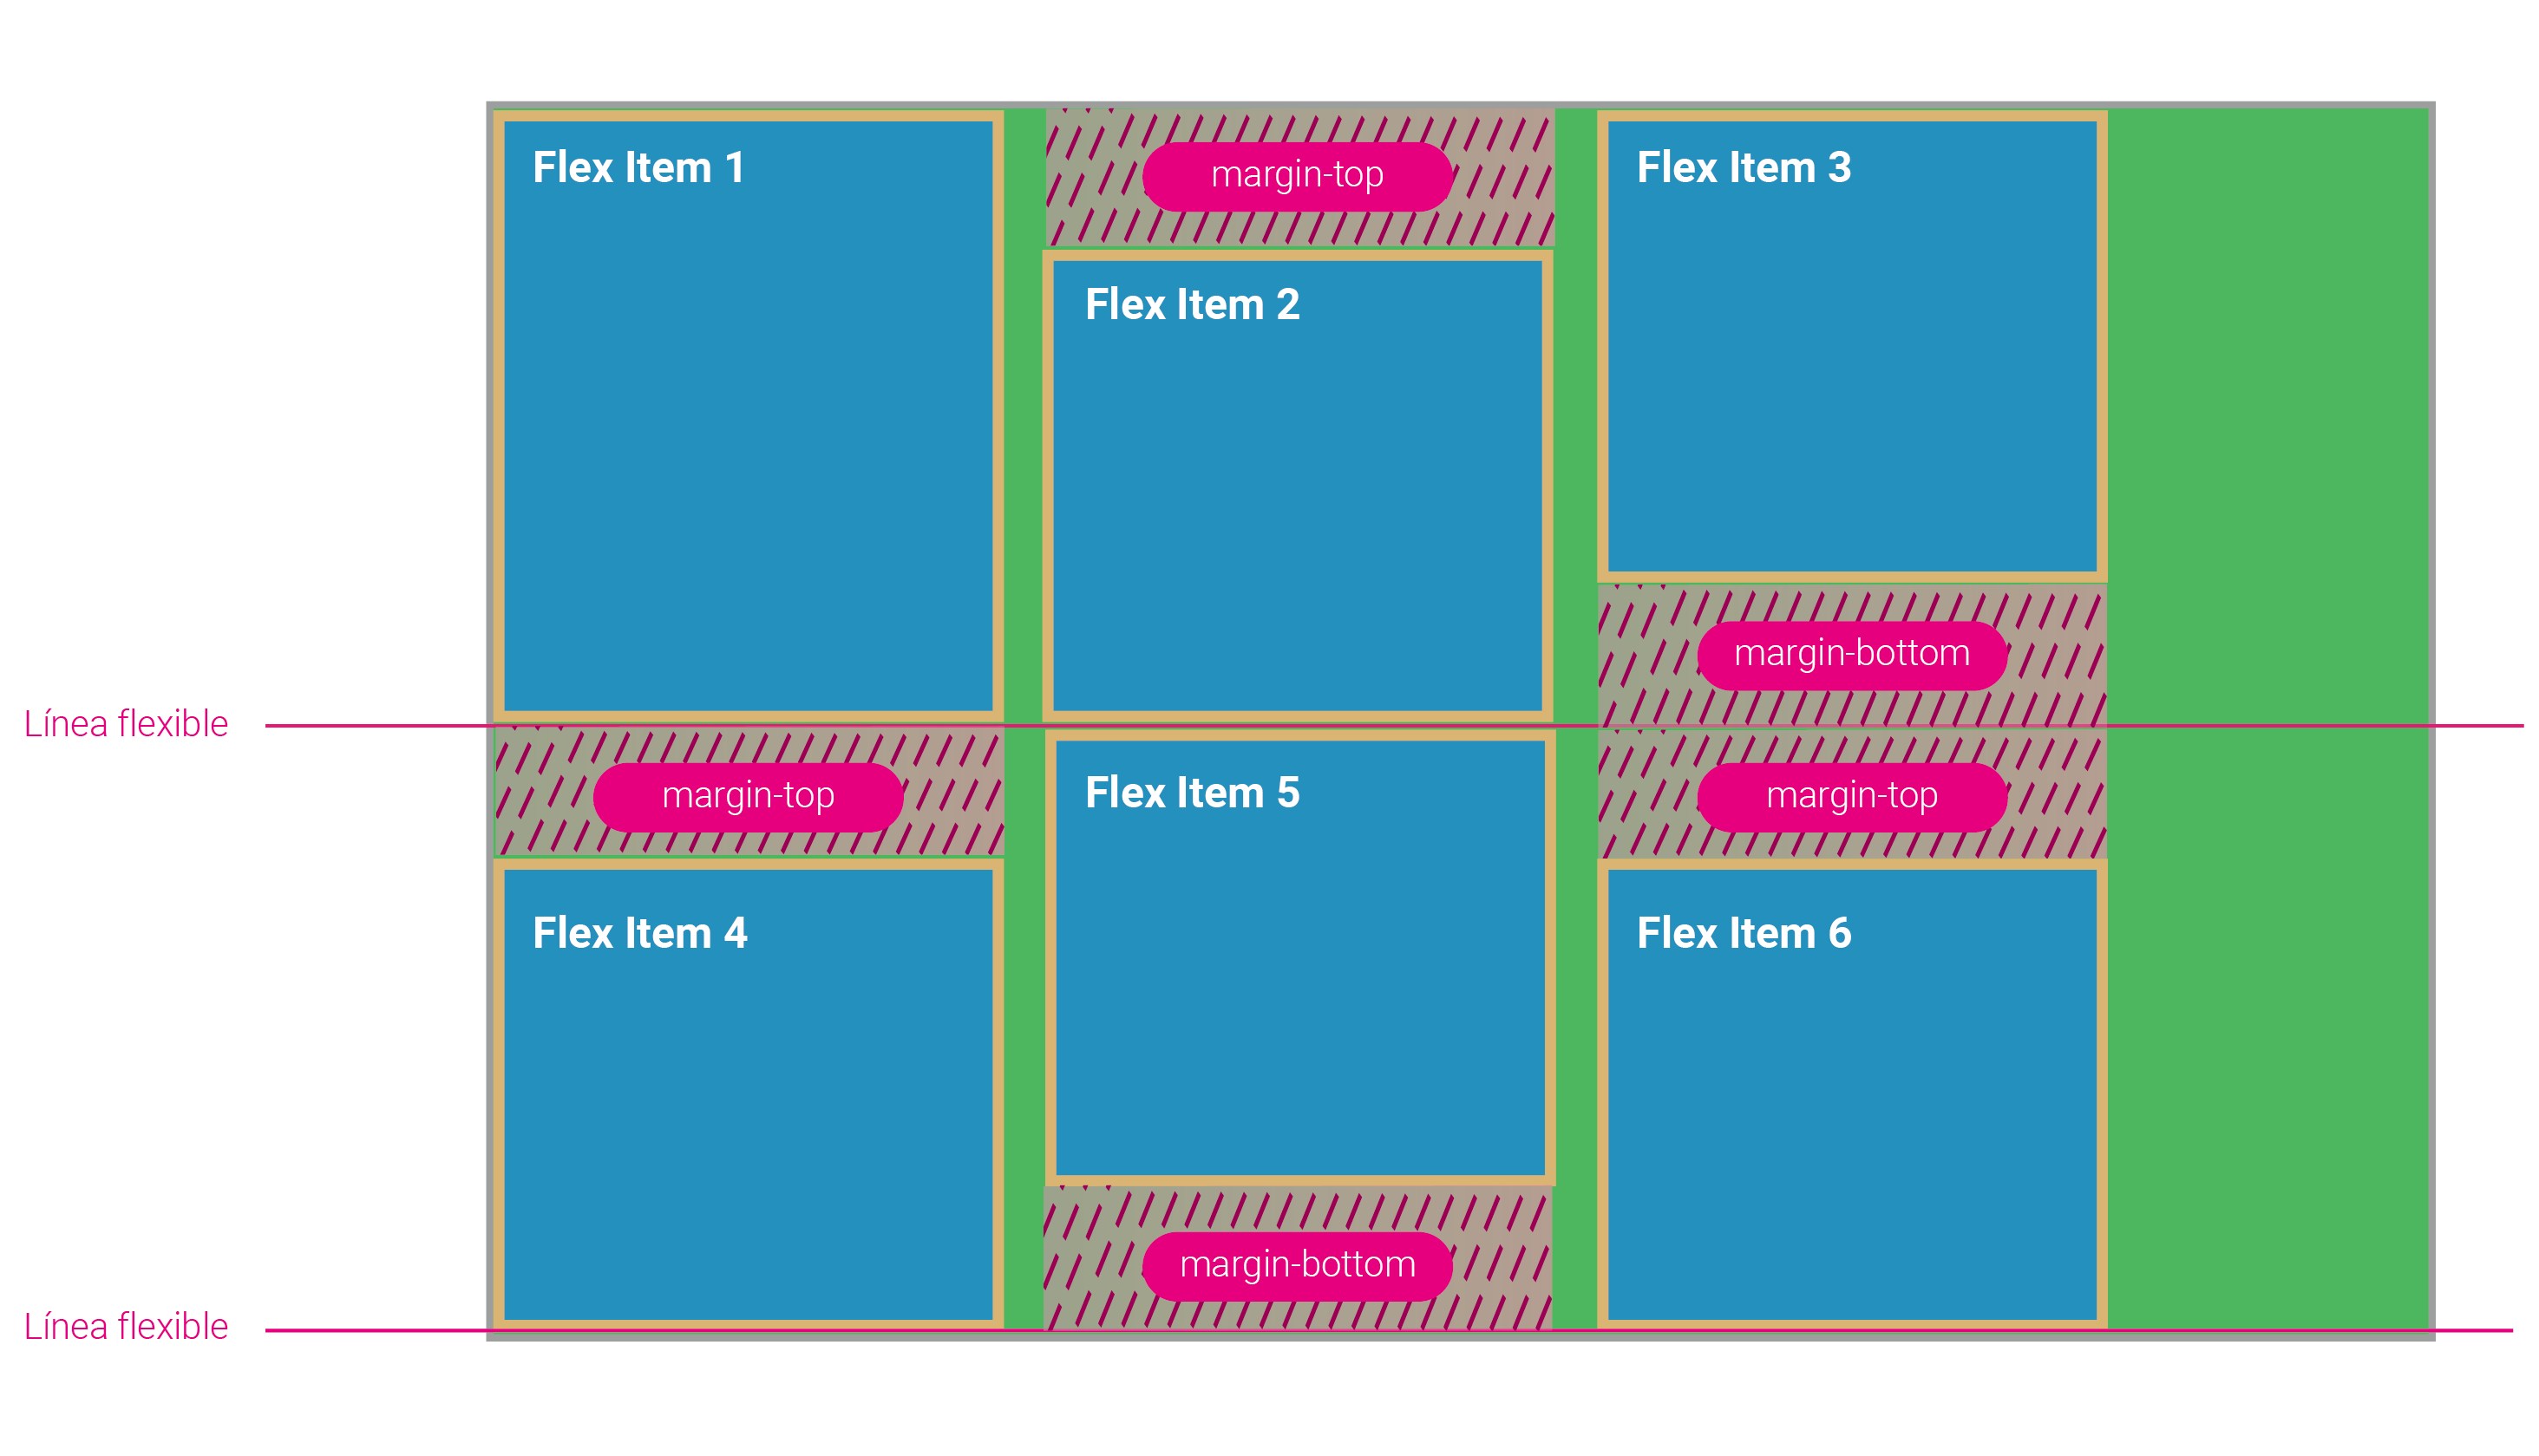 Flex Item 1
margin-top
Flex Item 3
Flex Item 2
margin-bottom
Línea flexible
margin-top
Flex Item 5
margin-top
Flex Item 4
Flex Item 6
margin-bottom
Línea flexible